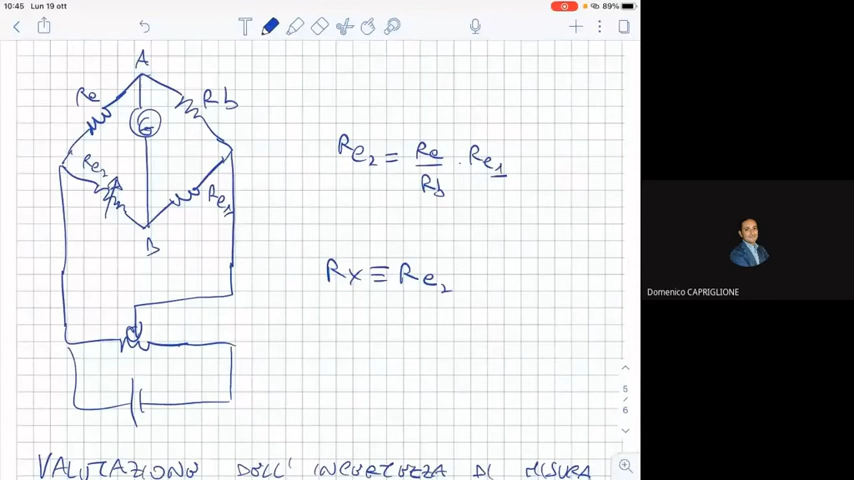 10:45 Lun 19 ott
89%
A
Re
Rb
G
Re2
Re1
B
Re2 = Re/Rb · Re1
Rx ≡ Re2
5
6
Domenico CAPRIGLIONE
VALUTAZIONE DELL' INCERTEZZA DI MISURA